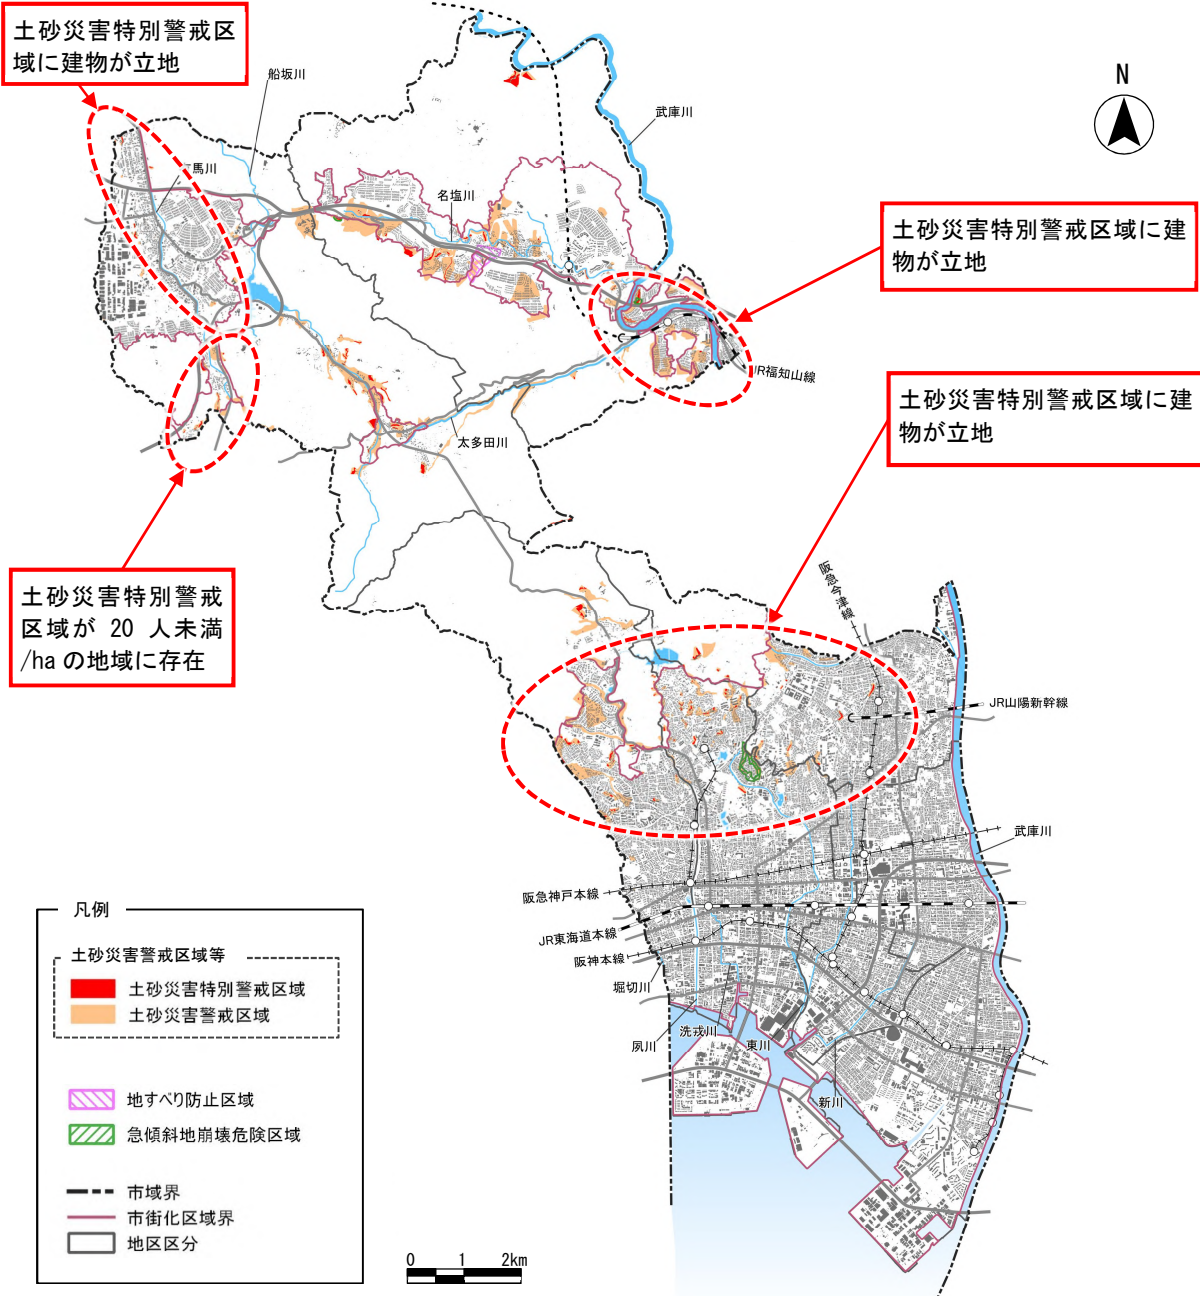 土砂災害特別警戒区
域に建物が立地
船坂川
武庫川
N
馬川
名塩川
土砂災害特別警戒区域に建
物が立地
JR福知山線
土砂災害特別警戒区域に建
物が立地
太多田川
土砂災害特別警戒
区域が 20 人未満
/ha の地域に存在
阪急今津線
JR山陽新幹線
武庫川
阪急神戸本線
JR東海道本線
阪神本線
堀切川
夙川
洗戎川
東川
新川
凡例
土砂災害警戒区域等
土砂災害特別警戒区域
土砂災害警戒区域
地すべり防止区域
急傾斜地崩壊危険区域
市域界
市街化区域界
地区区分
0 1 2km